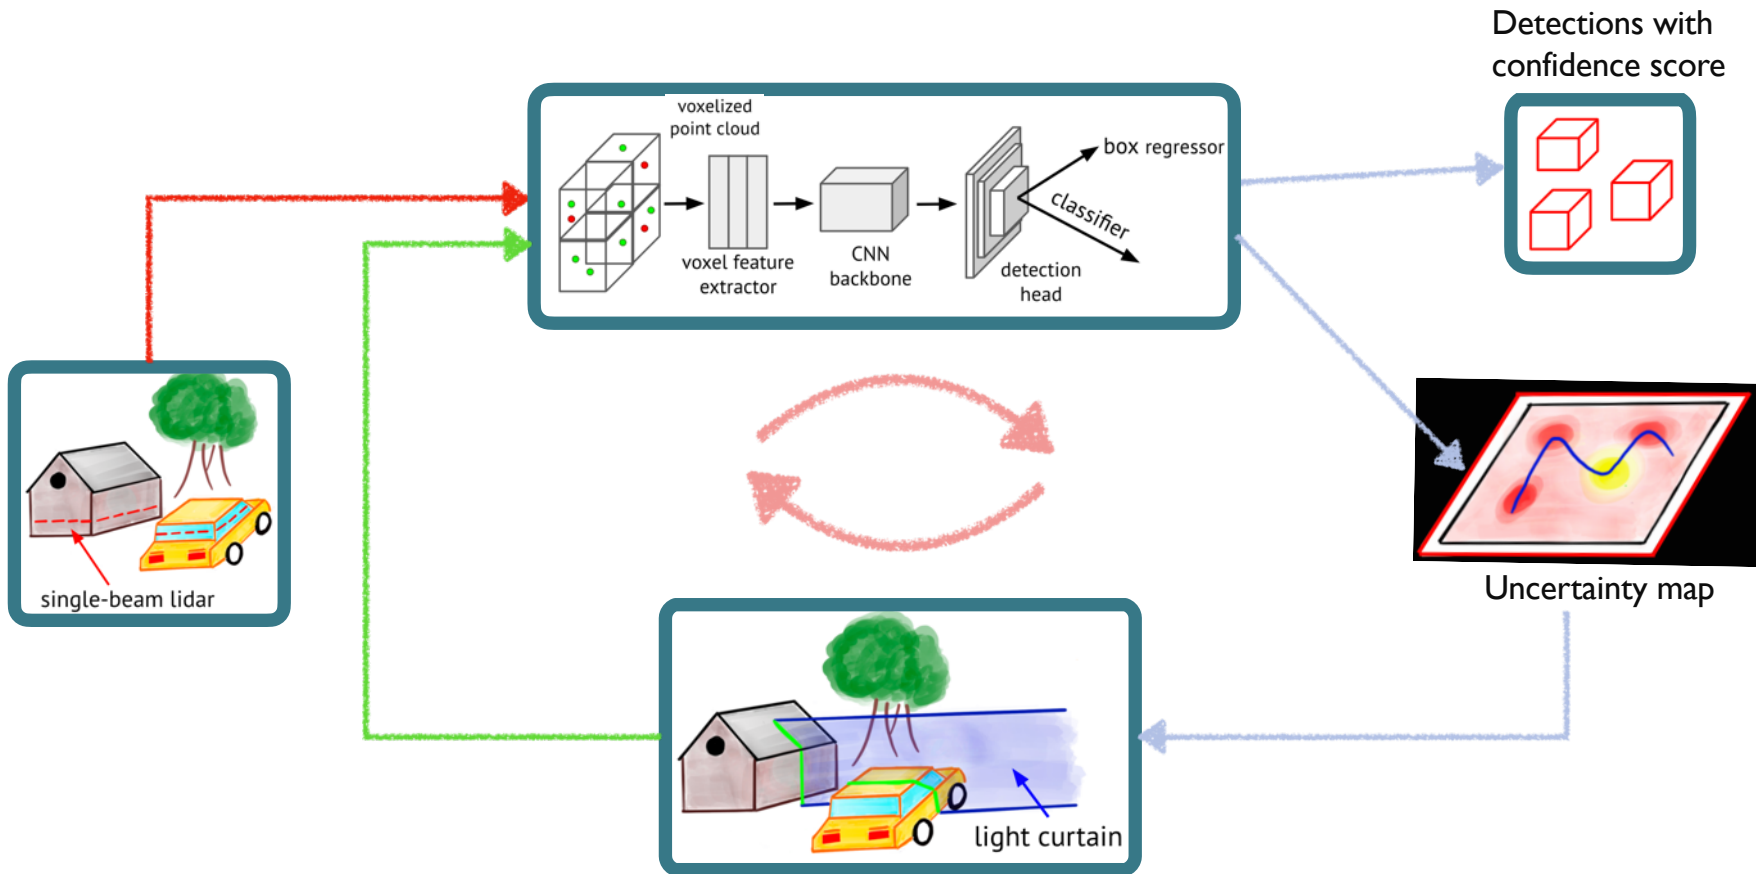 Detections with
confidence score
voxelized
point cloud
box regressor
classifier
voxel feature
extractor
CNN
backbone
detection
head
single-beam lidar
Uncertainty map
light curtain